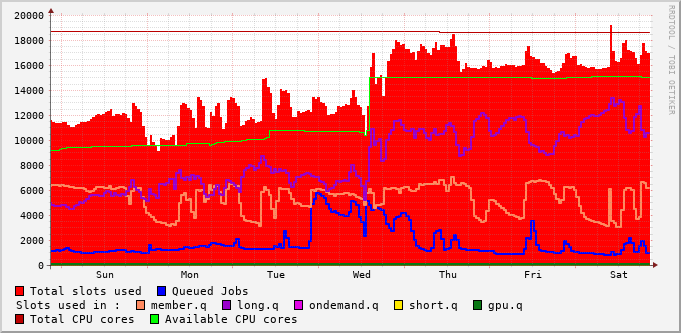 RRDTOOL / TOBI OETIKER
20000
18000
16000
14000
12000
10000
8000
6000
4000
2000
0
Sun Mon Tue Wed Thu Fri Sat
Total slots used Queued Jobs
Slots used in : member.q long.q ondemand.q short.q gpu.q
Total CPU cores Available CPU cores